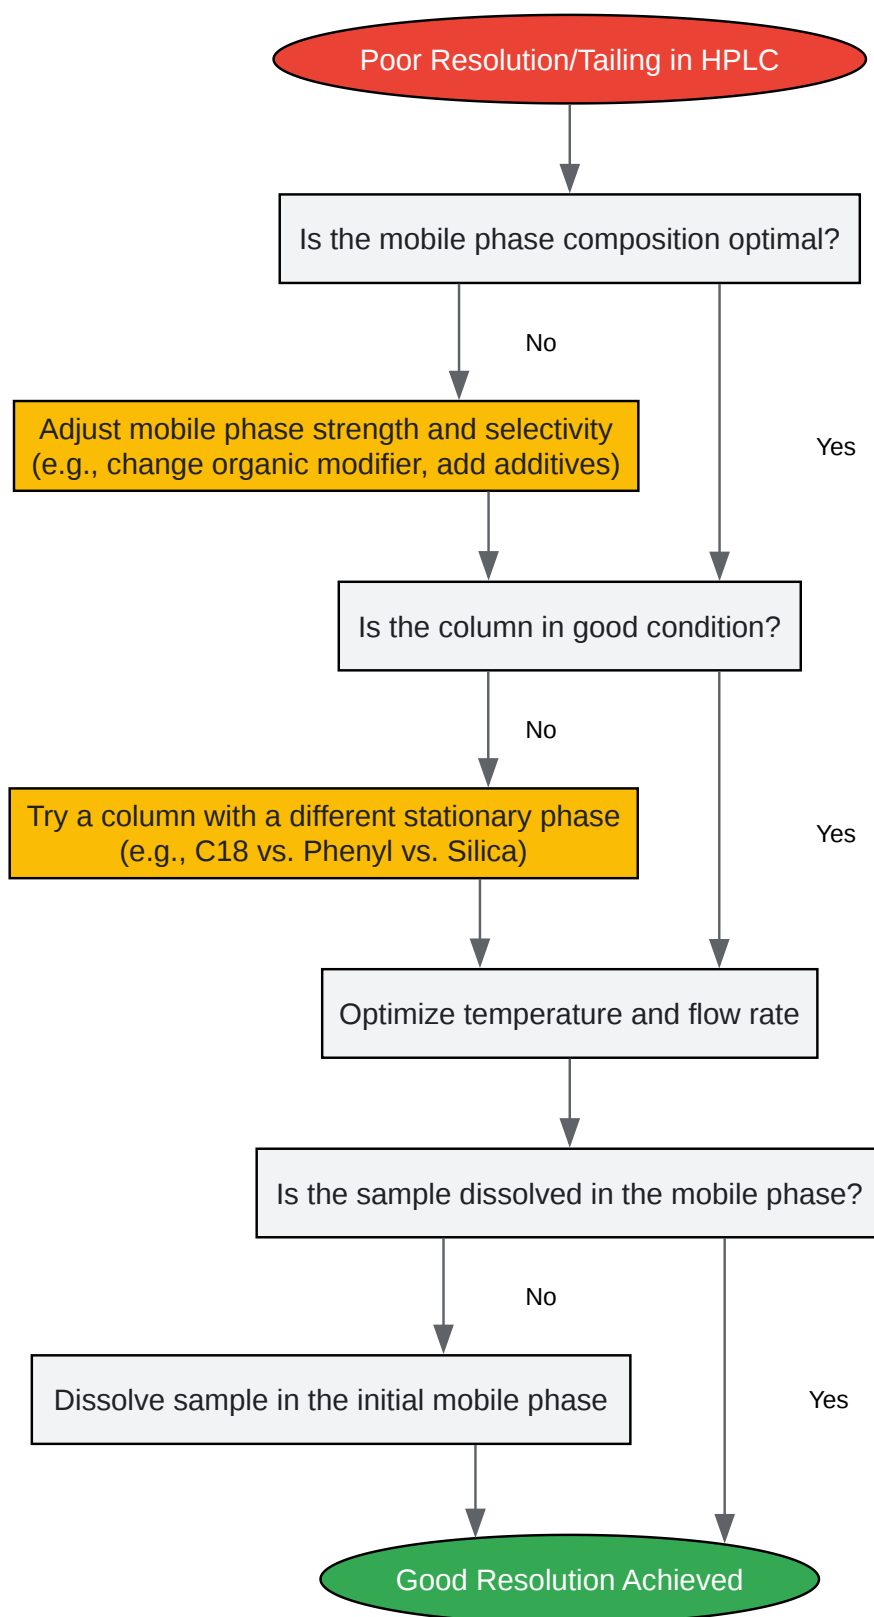 Poor Resolution/Tailing in HPLC
Is the mobile phase composition optimal?
No
Adjust mobile phase strength and selectivity
(e.g., change organic modifier, add additives)
Yes
Is the column in good condition?
No
Try a column with a different stationary phase
(e.g., C18 vs. Phenyl vs. Silica)
Yes
Optimize temperature and flow rate
Is the sample dissolved in the mobile phase?
No
Dissolve sample in the initial mobile phase
Yes
Good Resolution Achieved